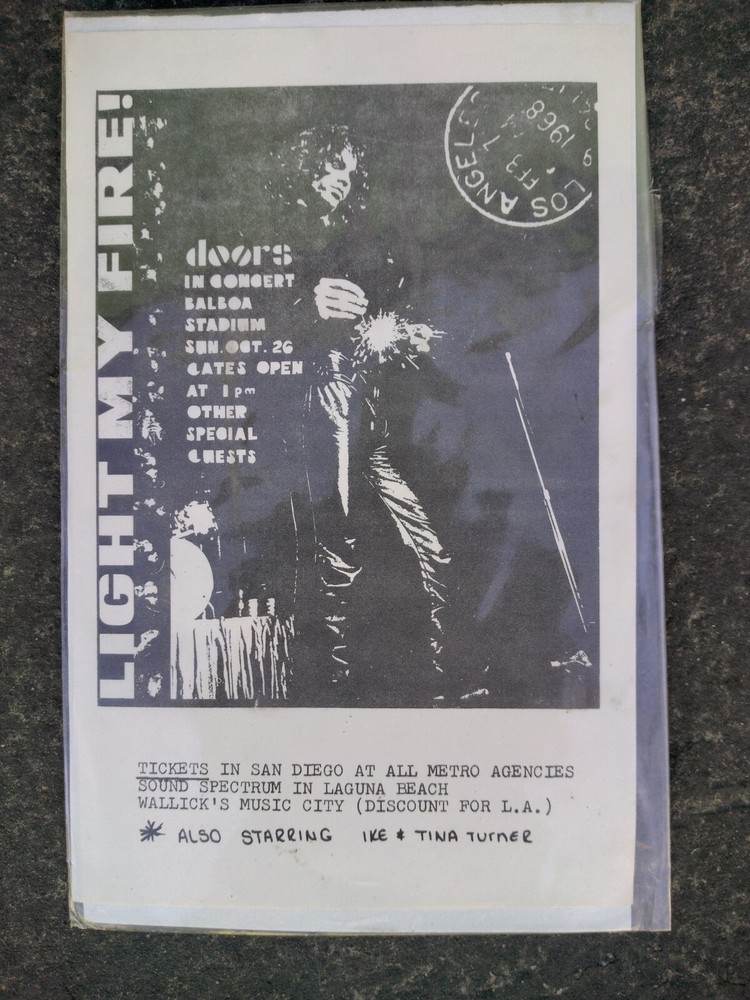 LIGHT MY FIRE!
LOS ANGELES
FEB 7
1968
doors
IN CONCERT
BALBOA
STADIUM
SUN. OCT. 26
GATES OPEN
AT 1 pm
OTHER
SPECIAL
GUESTS
TICKETS IN SAN DIEGO AT ALL METRO AGENCIES
SOUND SPECTRUM IN LAGUNA BEACH
WALLICK'S MUSIC CITY (DISCOUNT FOR L.A.)
* ALSO STARRING IKE & TINA TURNER